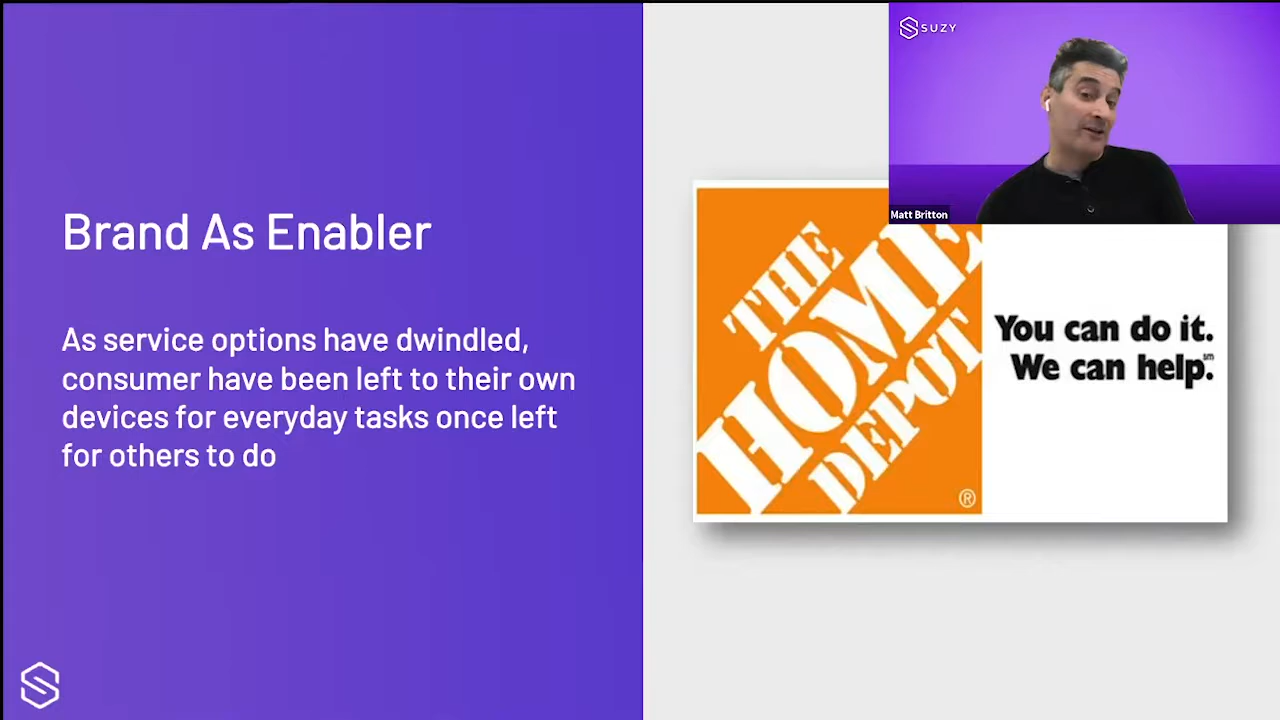 Brand As Enabler
As service options have dwindled,
consumer have been left to their own
devices for everyday tasks once left
for others to do
SUZY
Matt Britton
THE
HOME
DEPOT
®
You can do it.
We can help.℠